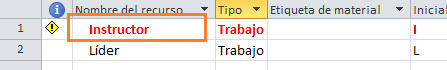 Nombre del recurso Tipo Etiqueta de material Inicial
1 Instructor Trabajo I
2 Líder Trabajo L